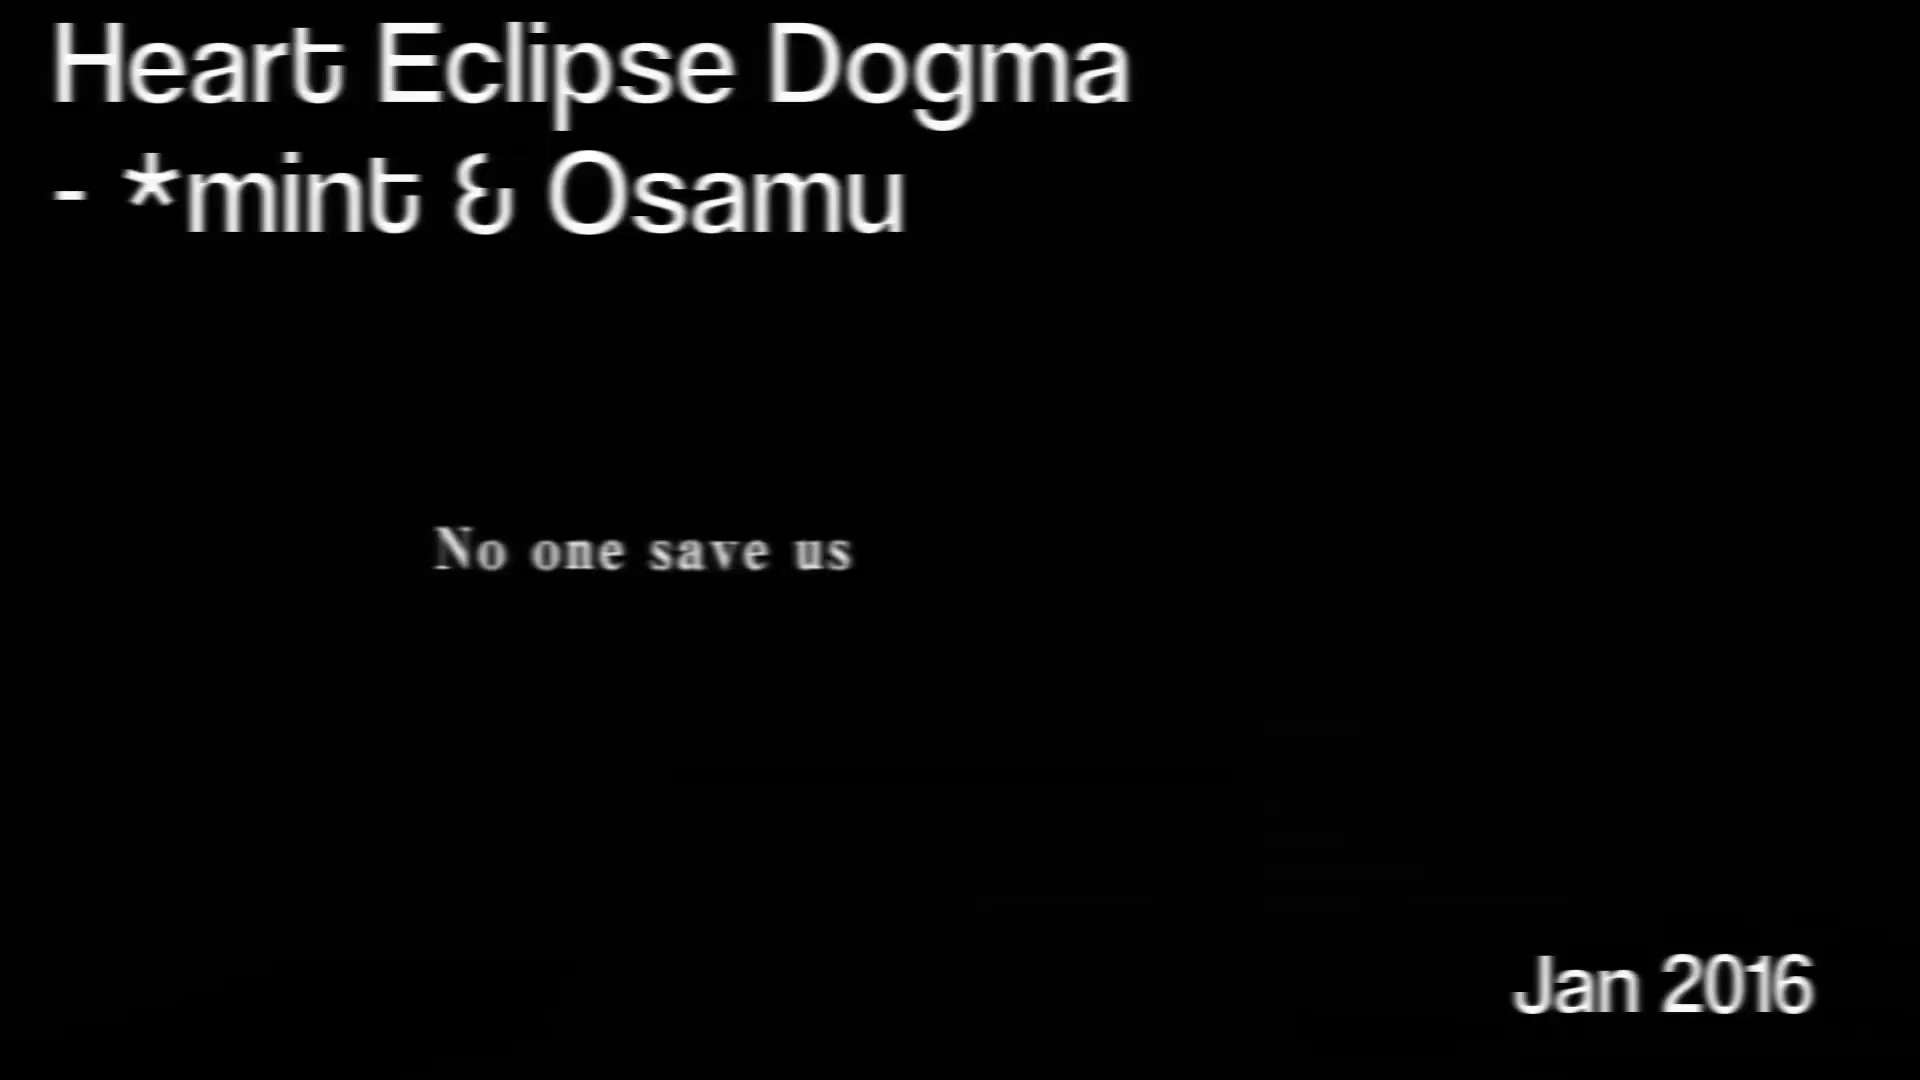 Heart Eclipse Dogma
- *mint & Osamu
No one save us
Jan 2016